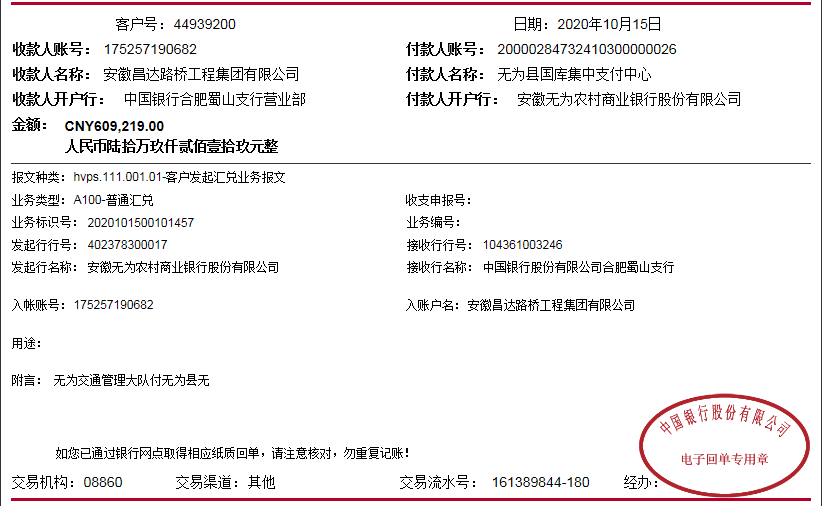 客户号：44939200 日期：2020年10月15日
收款人账号：175257190682 付款人账号：20000284732410300000026
收款人名称：安徽昌达路桥工程集团有限公司 付款人名称：无为县国库集中支付中心
收款人开户行：中国银行合肥蜀山支行营业部 付款人开户行：安徽无为农村商业银行股份有限公司
金额：CNY609,219.00
人民币陆拾万玖仟贰佰壹拾玖元整
报文种类：hvps.111.001.01-客户发起汇兑业务报文
业务类型：A100-普通汇兑 收支申报号：
业务标识号：2020101500101457 业务编号：
发起行行号：402378300017 接收行行号：104361003246
发起行名称：安徽无为农村商业银行股份有限公司 接收行名称：中国银行股份有限公司合肥蜀山支行
入帐账号：175257190682 入账户名：安徽昌达路桥工程集团有限公司
用途：
附言：无为交通管理大队付无为县无
中国银行股份有限公司
电子回单专用章
如您已通过银行网点取得相应纸质回单，请注意核对，勿重复记账！
交易机构：08860 交易渠道：其他 交易流水号：161389844-180 经办：